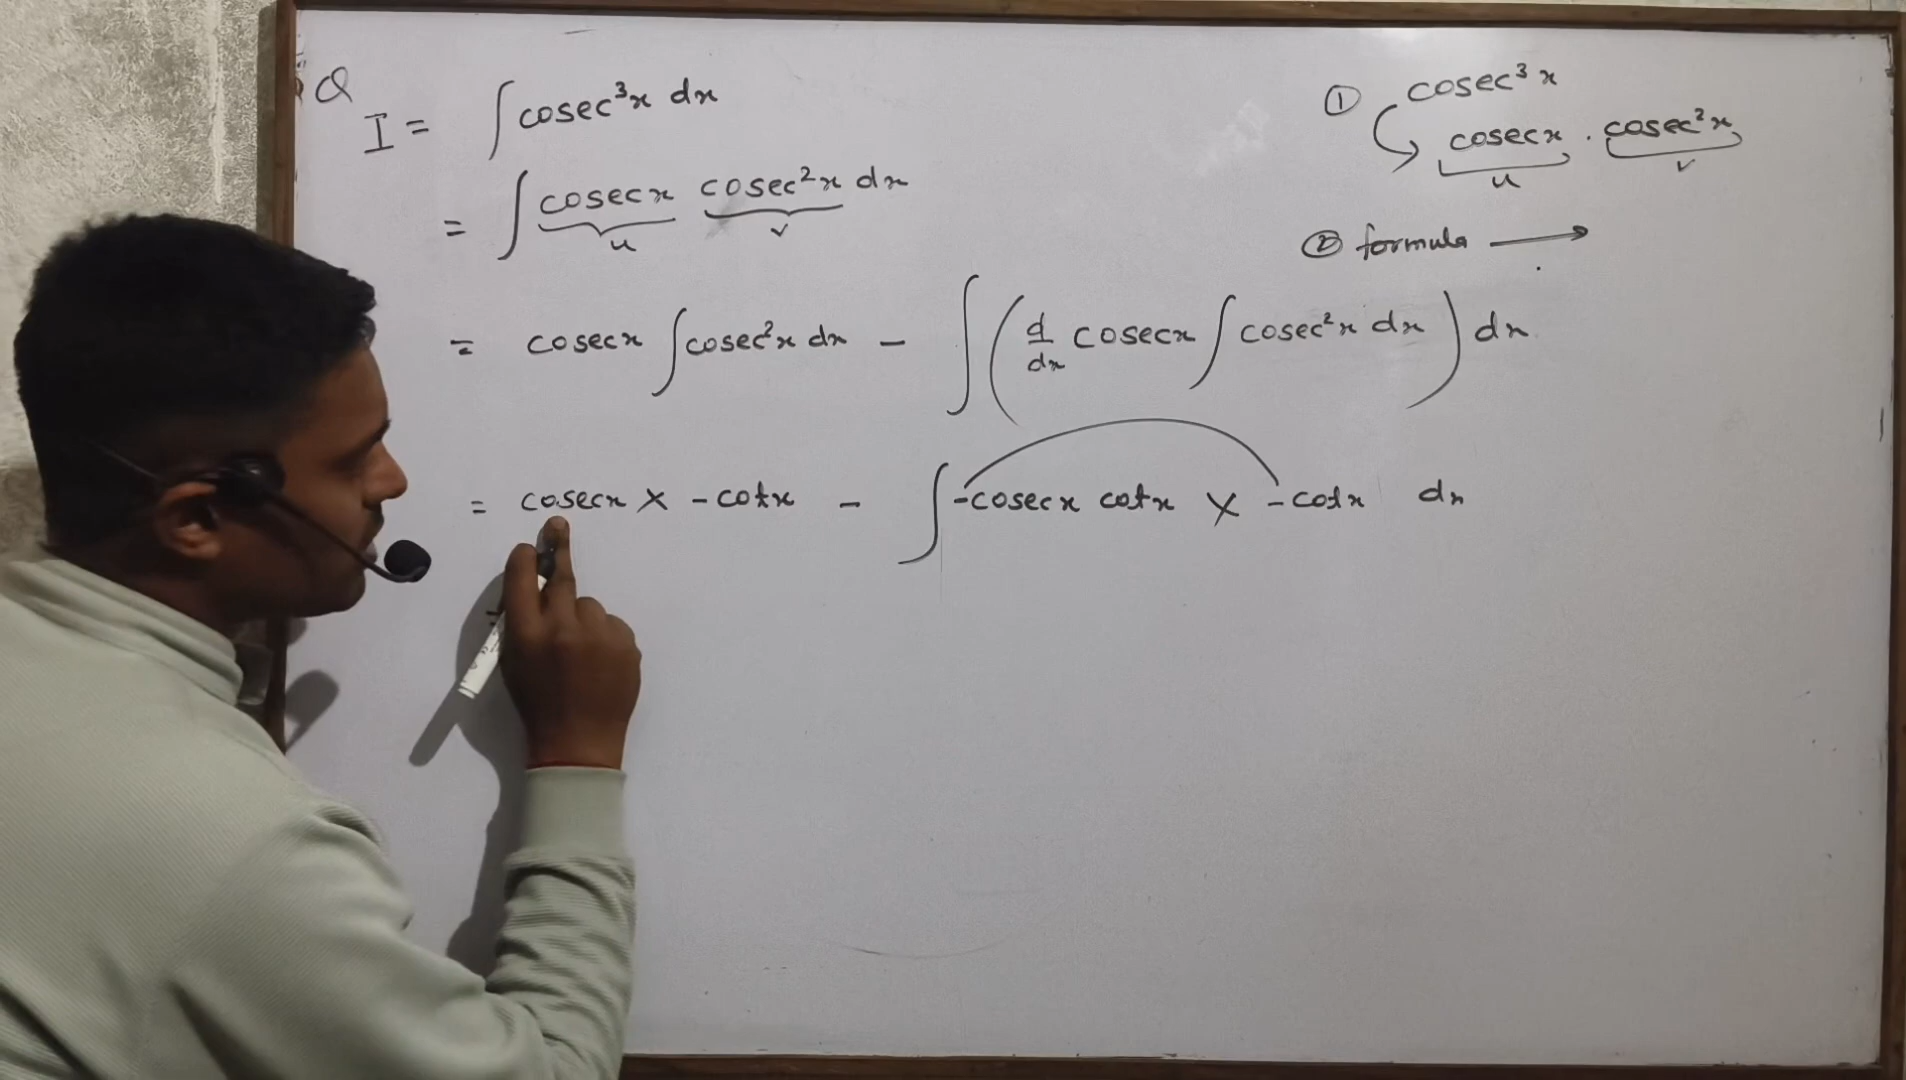 Q
I = ∫ cosec³x dx
= ∫ cosecx cosec²x dx
u v
= cosecx ∫ cosec²x dx - ∫ ( d/dx cosecx ∫ cosec²x dx ) dx
= cosecx × -cotx - ∫ -cosecx cotx × -cotx dx
① cosec³x
cosecx . cosec²x
u v
② formula →